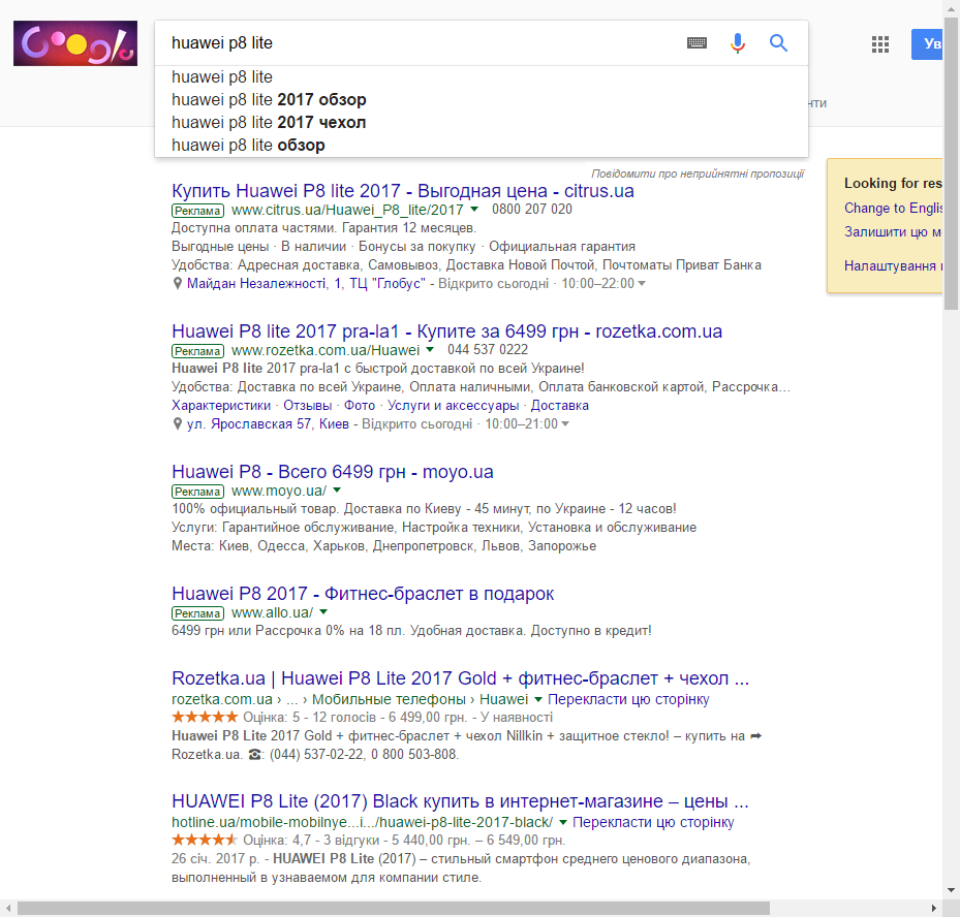 Google
huawei p8 lite
Ув
huawei p8 lite
huawei p8 lite 2017 обзор
huawei p8 lite 2017 чехол
huawei p8 lite обзор
нти
Повідомити про неприйнятні пропозиції
Купить Huawei P8 lite 2017 - Выгодная цена - citrus.ua
Реклама www.citrus.ua/Huawei_P8_lite/2017 ▼ 0800 207 020
Доступна оплата частями. Гарантия 12 месяцев.
Выгодные цены · В наличии · Бонусы за покупку · Официальная гарантия
Удобства: Адресная доставка, Самовывоз, Доставка Новой Почтой, Почтоматы Приват Банка
Майдан Незалежності, 1, ТЦ "Глобус" - Відкрито сьогодні · 10:00–22:00 ▼
Looking for res
Change to Englis
Залишити цю м
Налаштування
Huawei P8 lite 2017 pra-la1 - Купите за 6499 грн - rozetka.com.ua
Реклама www.rozetka.com.ua/Huawei ▼ 044 537 0222
Huawei P8 lite 2017 pra-la1 с быстрой доставкой по всей Украине!
Удобства: Доставка по всей Украине, Оплата наличными, Оплата банковской картой, Рассрочка…
Характеристики · Отзывы · Фото · Услуги и аксессуары · Доставка
ул. Ярославская 57, Киев - Відкрито сьогодні · 10:00–21:00 ▼
Huawei P8 - Всего 6499 грн - moyo.ua
Реклама www.moyo.ua/ ▼
100% официальный товар. Доставка по Киеву - 45 минут, по Украине - 12 часов!
Услуги: Гарантийное обслуживание, Настройка техники, Установка и обслуживание
Места: Киев, Одесса, Харьков, Днепропетровск, Львов, Запорожье
Huawei P8 2017 - Фитнес-браслет в подарок
Реклама www.allo.ua/ ▼
6499 грн или Рассрочка 0% на 18 пл. Удобная доставка. Доступно в кредит!
Rozetka.ua | Huawei P8 Lite 2017 Gold + фитнес-браслет + чехол ...
rozetka.com.ua › ... › Мобильные телефоны › Huawei ▼ Перекласти цю сторінку
★★★★★ Оцінка: 5 - 12 голосів - 6 499,00 грн. - У наявності
Huawei P8 Lite 2017 Gold + фитнес-браслет + чехол Nillkin + защитное стекло! – купить на ➦
Rozetka.ua. ☎: (044) 537-02-22, 0 800 503-808.
HUAWEI P8 Lite (2017) Black купить в интернет-магазине – цены ...
hotline.ua/mobile-mobilnye...i.../huawei-p8-lite-2017-black/ ▼ Перекласти цю сторінку
★★★★★ Оцінка: 4,7 - 3 відгуки - 5 440,00 грн. – 6 549,00 грн.
26 січ. 2017 р. - HUAWEI P8 Lite (2017) – стильный смартфон среднего ценового диапазона,
выполненный в узнаваемом для компании стиле.